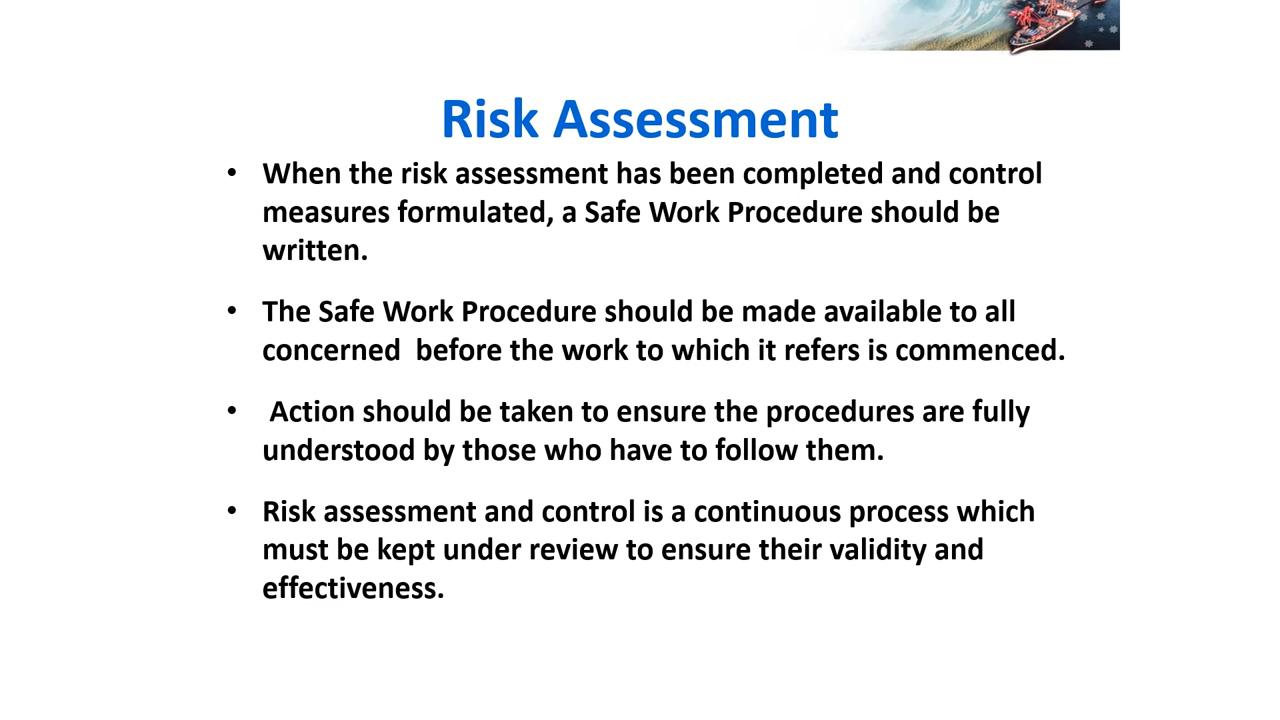 Risk Assessment
• When the risk assessment has been completed and control
measures formulated, a Safe Work Procedure should be
written.
• The Safe Work Procedure should be made available to all
concerned  before the work to which it refers is commenced.
•  Action should be taken to ensure the procedures are fully
understood by those who have to follow them.
• Risk assessment and control is a continuous process which
must be kept under review to ensure their validity and
effectiveness.